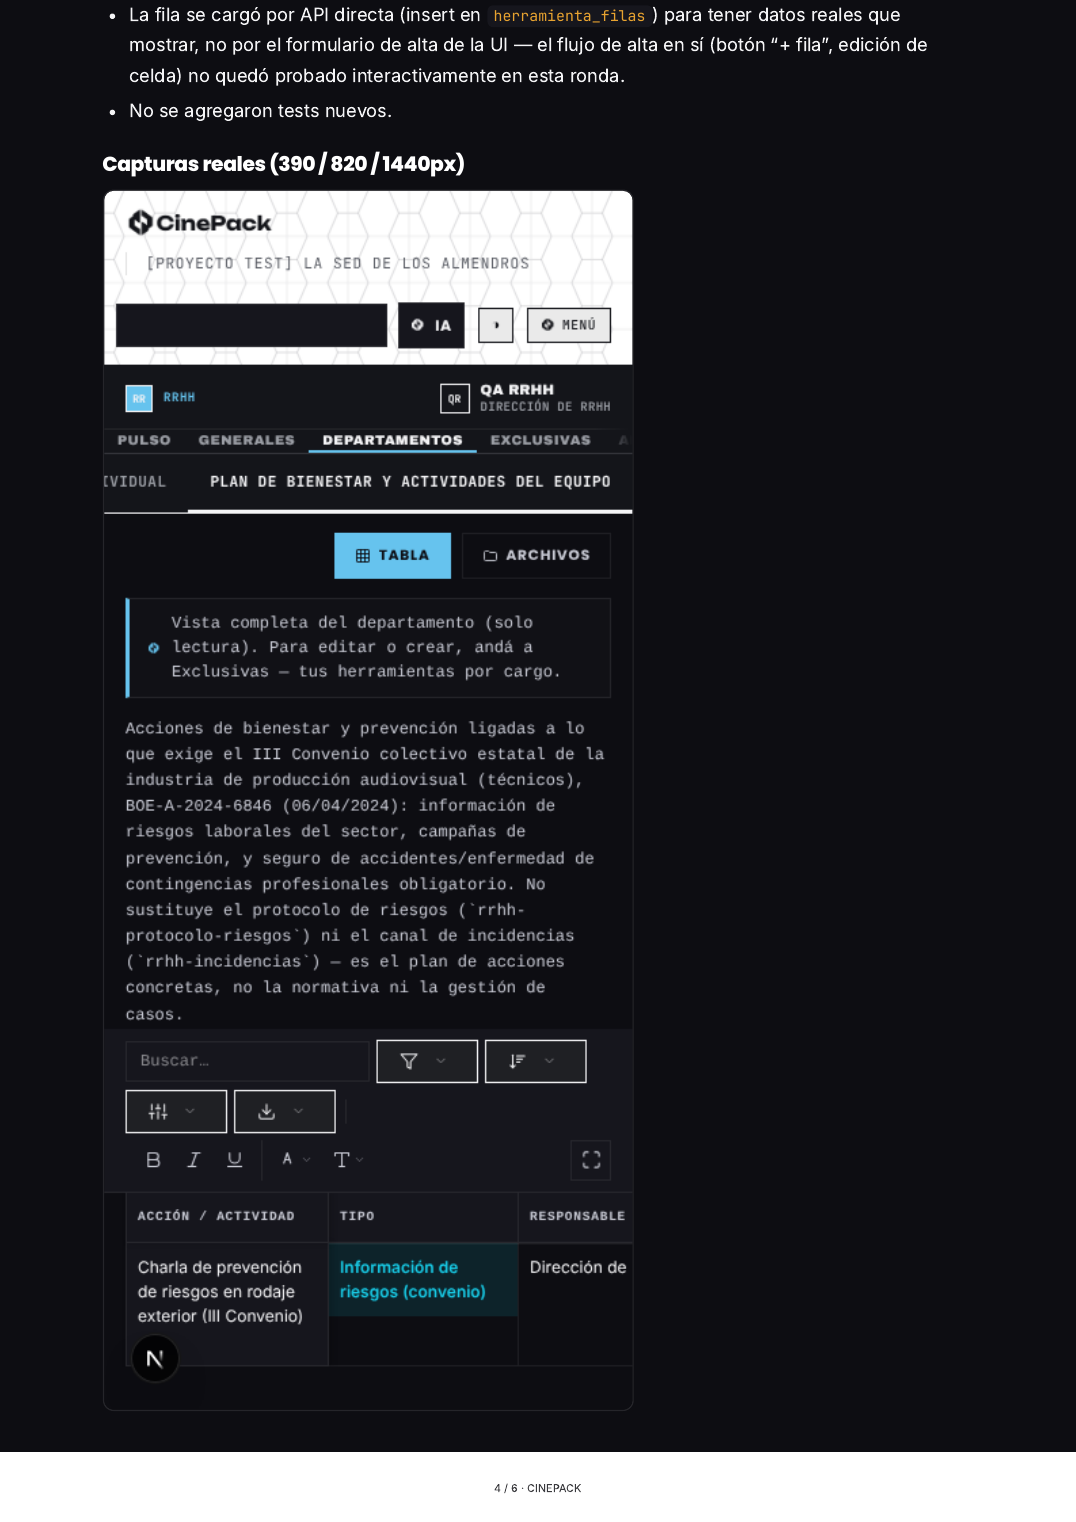 • La fila se cargó por API directa (insert en herramienta_filas ) para tener datos reales que
mostrar, no por el formulario de alta de la UI — el flujo de alta en sí (botón “+ fila”, edición de
celda) no quedó probado interactivamente en esta ronda.
• No se agregaron tests nuevos.
Capturas reales (390 / 820 / 1440px)
CinePack
[PROYECTO TEST] LA SED DE LOS ALMENDROS
IA
MENÚ
RR RRHH
QR QA RRHH
DIRECCIÓN DE RRHH
PULSO GENERALES DEPARTAMENTOS EXCLUSIVAS A
IVIDUAL PLAN DE BIENESTAR Y ACTIVIDADES DEL EQUIPO
TABLA ARCHIVOS
Vista completa del departamento (solo
lectura). Para editar o crear, andá a
Exclusivas — tus herramientas por cargo.
Acciones de bienestar y prevención ligadas a lo
que exige el III Convenio colectivo estatal de la
industria de producción audiovisual (técnicos),
BOE-A-2024-6846 (06/04/2024): información de
riesgos laborales del sector, campañas de
prevención, y seguro de accidentes/enfermedad de
contingencias profesionales obligatorio. No
sustituye el protocolo de riesgos (`rrhh-
protocolo-riesgos`) ni el canal de incidencias
(`rrhh-incidencias`) — es el plan de acciones
concretas, no la normativa ni la gestión de
casos.
Buscar…
B I U A T
ACCIÓN / ACTIVIDAD TIPO RESPONSABLE
Charla de prevención
de riesgos en rodaje
exterior (III Convenio)
Información de
riesgos (convenio)
Dirección de
N
4 / 6 · CINEPACK